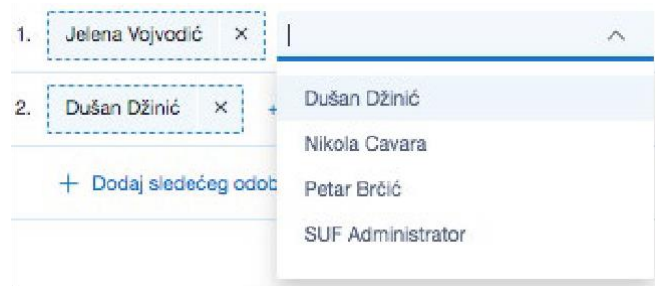 1. Jelena Vojvodić ×
2. Dušan Džinić × +
+ Dodaj sledećeg odob
Dušan Džinić
Nikola Cavara
Petar Brčić
SUF Administrator